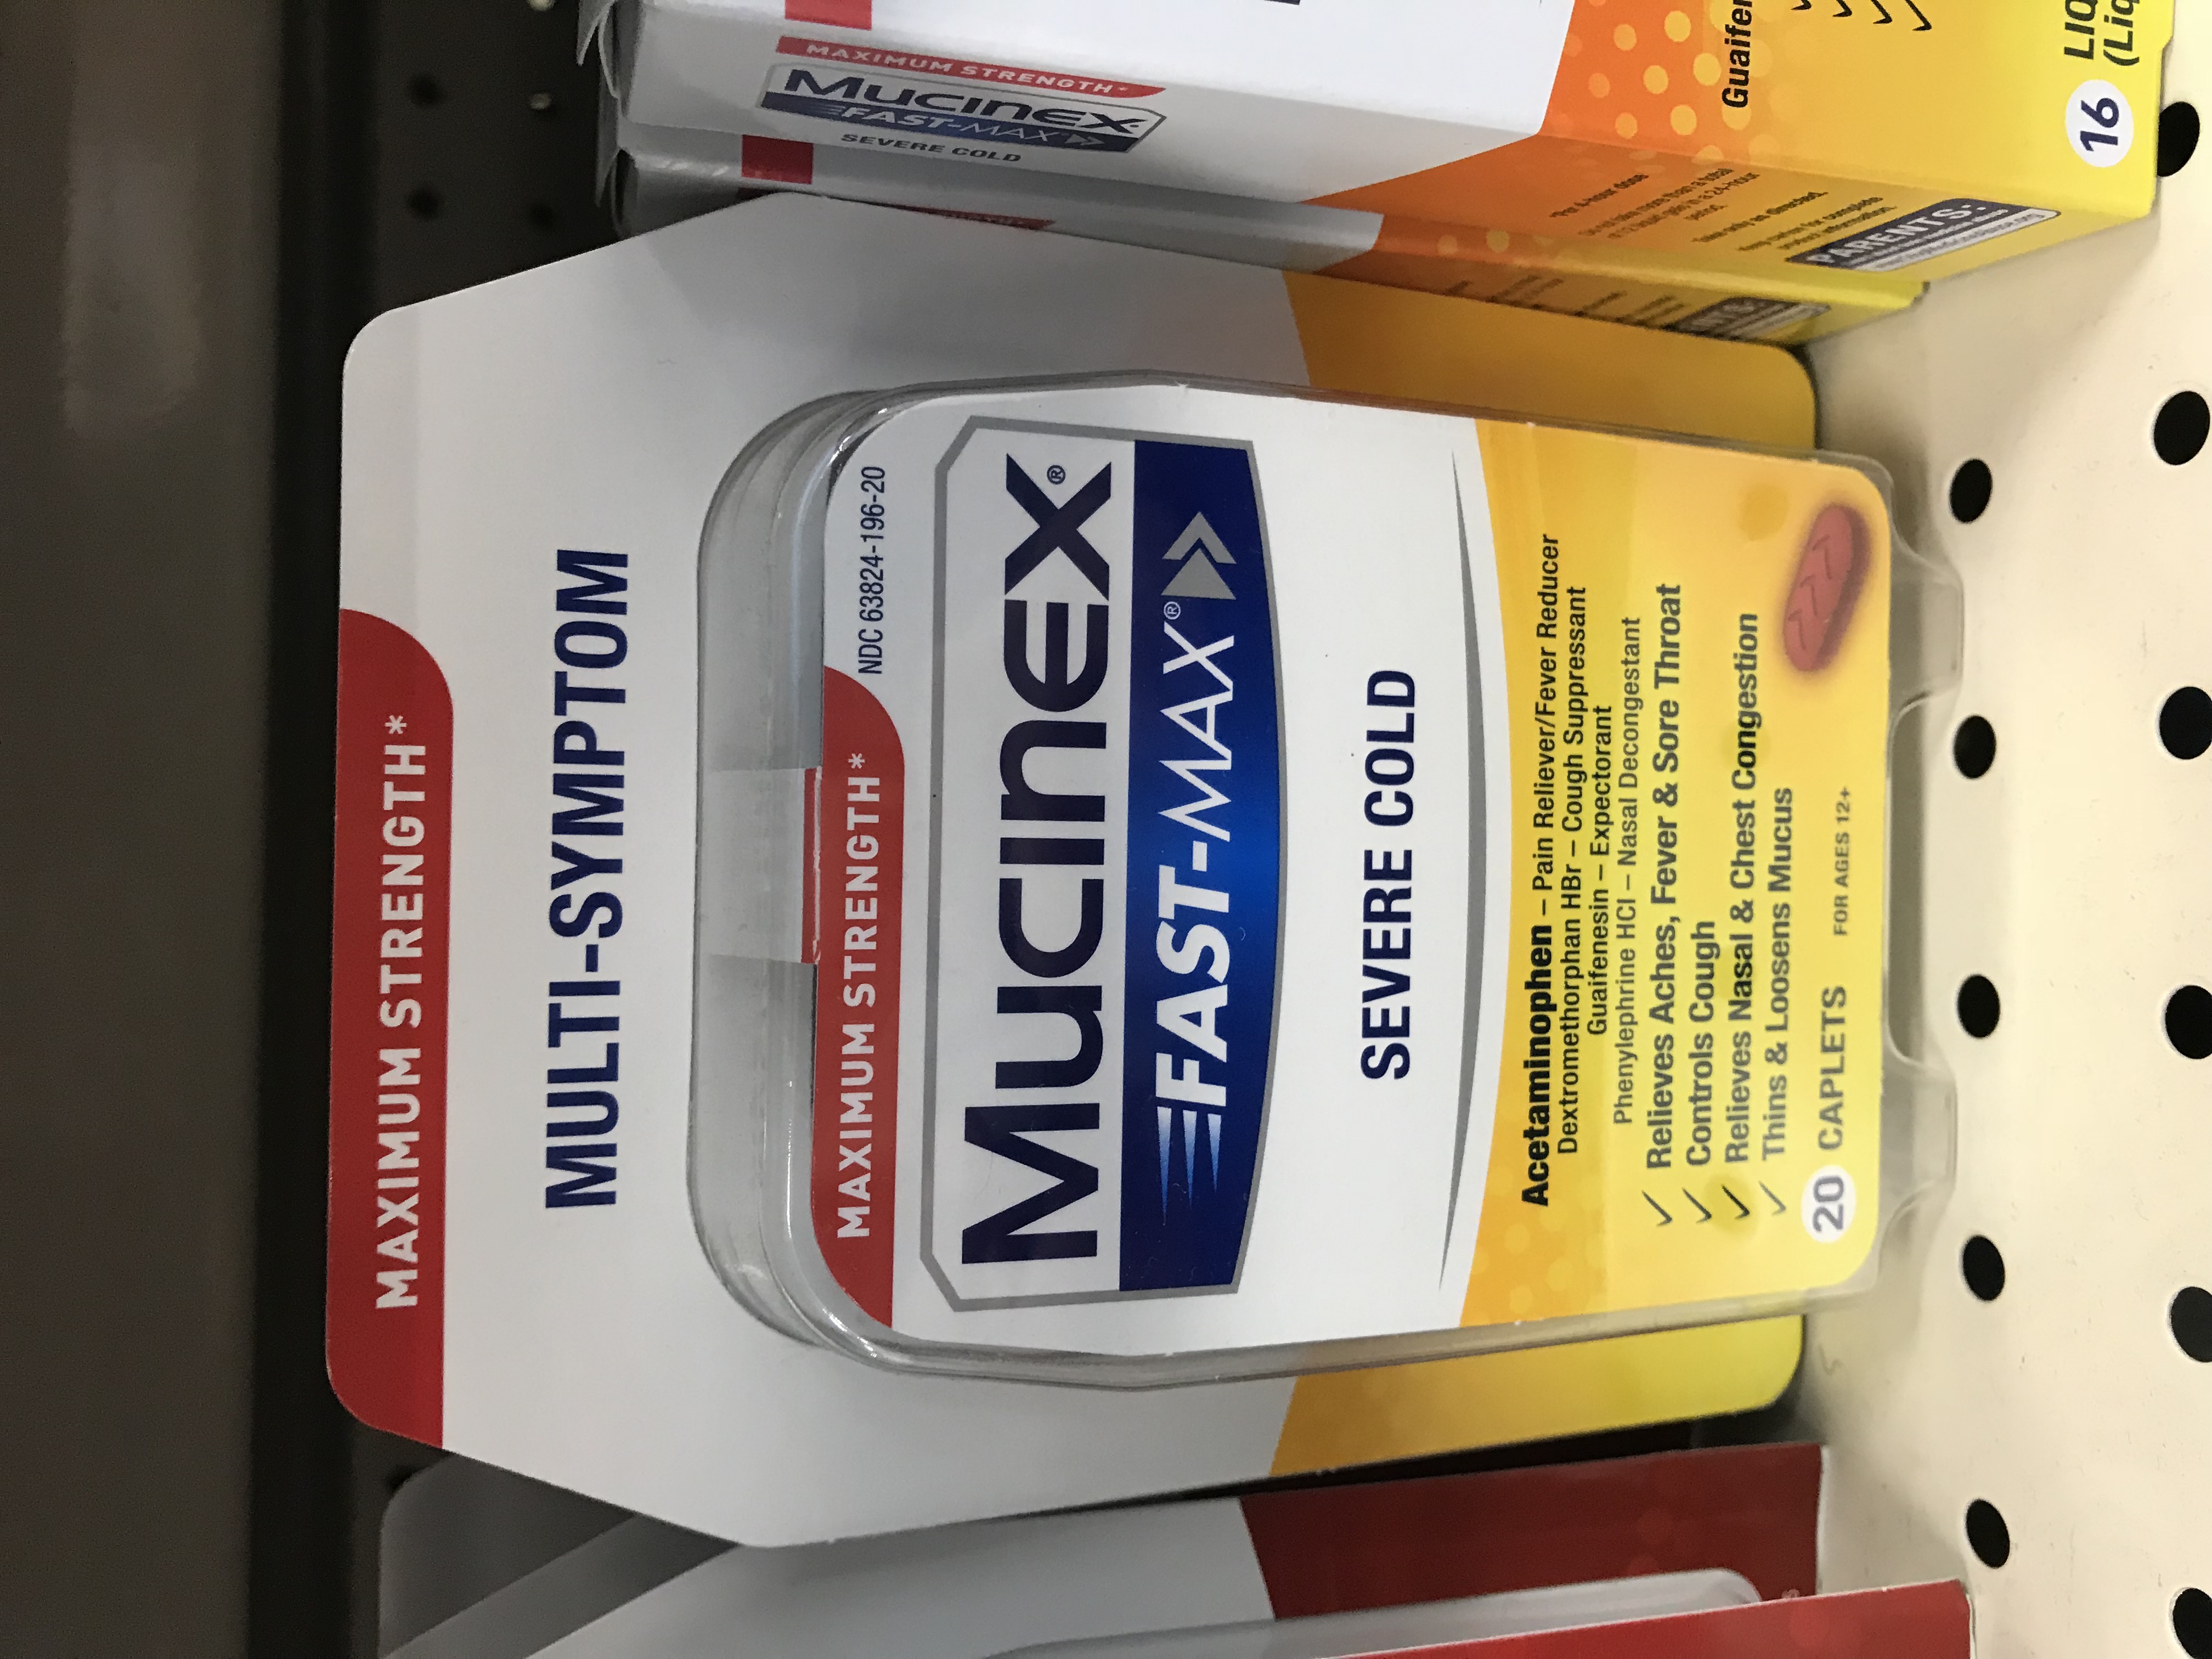 MAXIMUM STRENGTH*
MULTI-SYMPTOM
MAXIMUM STRENGTH*
NDC 63824-196-20
Mucinex®
FAST-MAX®
SEVERE COLD
Acetaminophen – Pain Reliever/Fever Reducer
Dextromethorphan HBr – Cough Suppressant
Guaifenesin – Expectorant
Phenylephrine HCl – Nasal Decongestant
✓ Relieves Aches, Fever & Sore Throat
✓ Controls Cough
✓ Relieves Nasal & Chest Congestion
✓ Thins & Loosens Mucus
20 CAPLETS FOR AGES 12+
MAXIMUM STRENGTH*
Mucinex
FAST-MAX
SEVERE COLD
PARENTS:
Guaifen
16 LIQ
(Liq